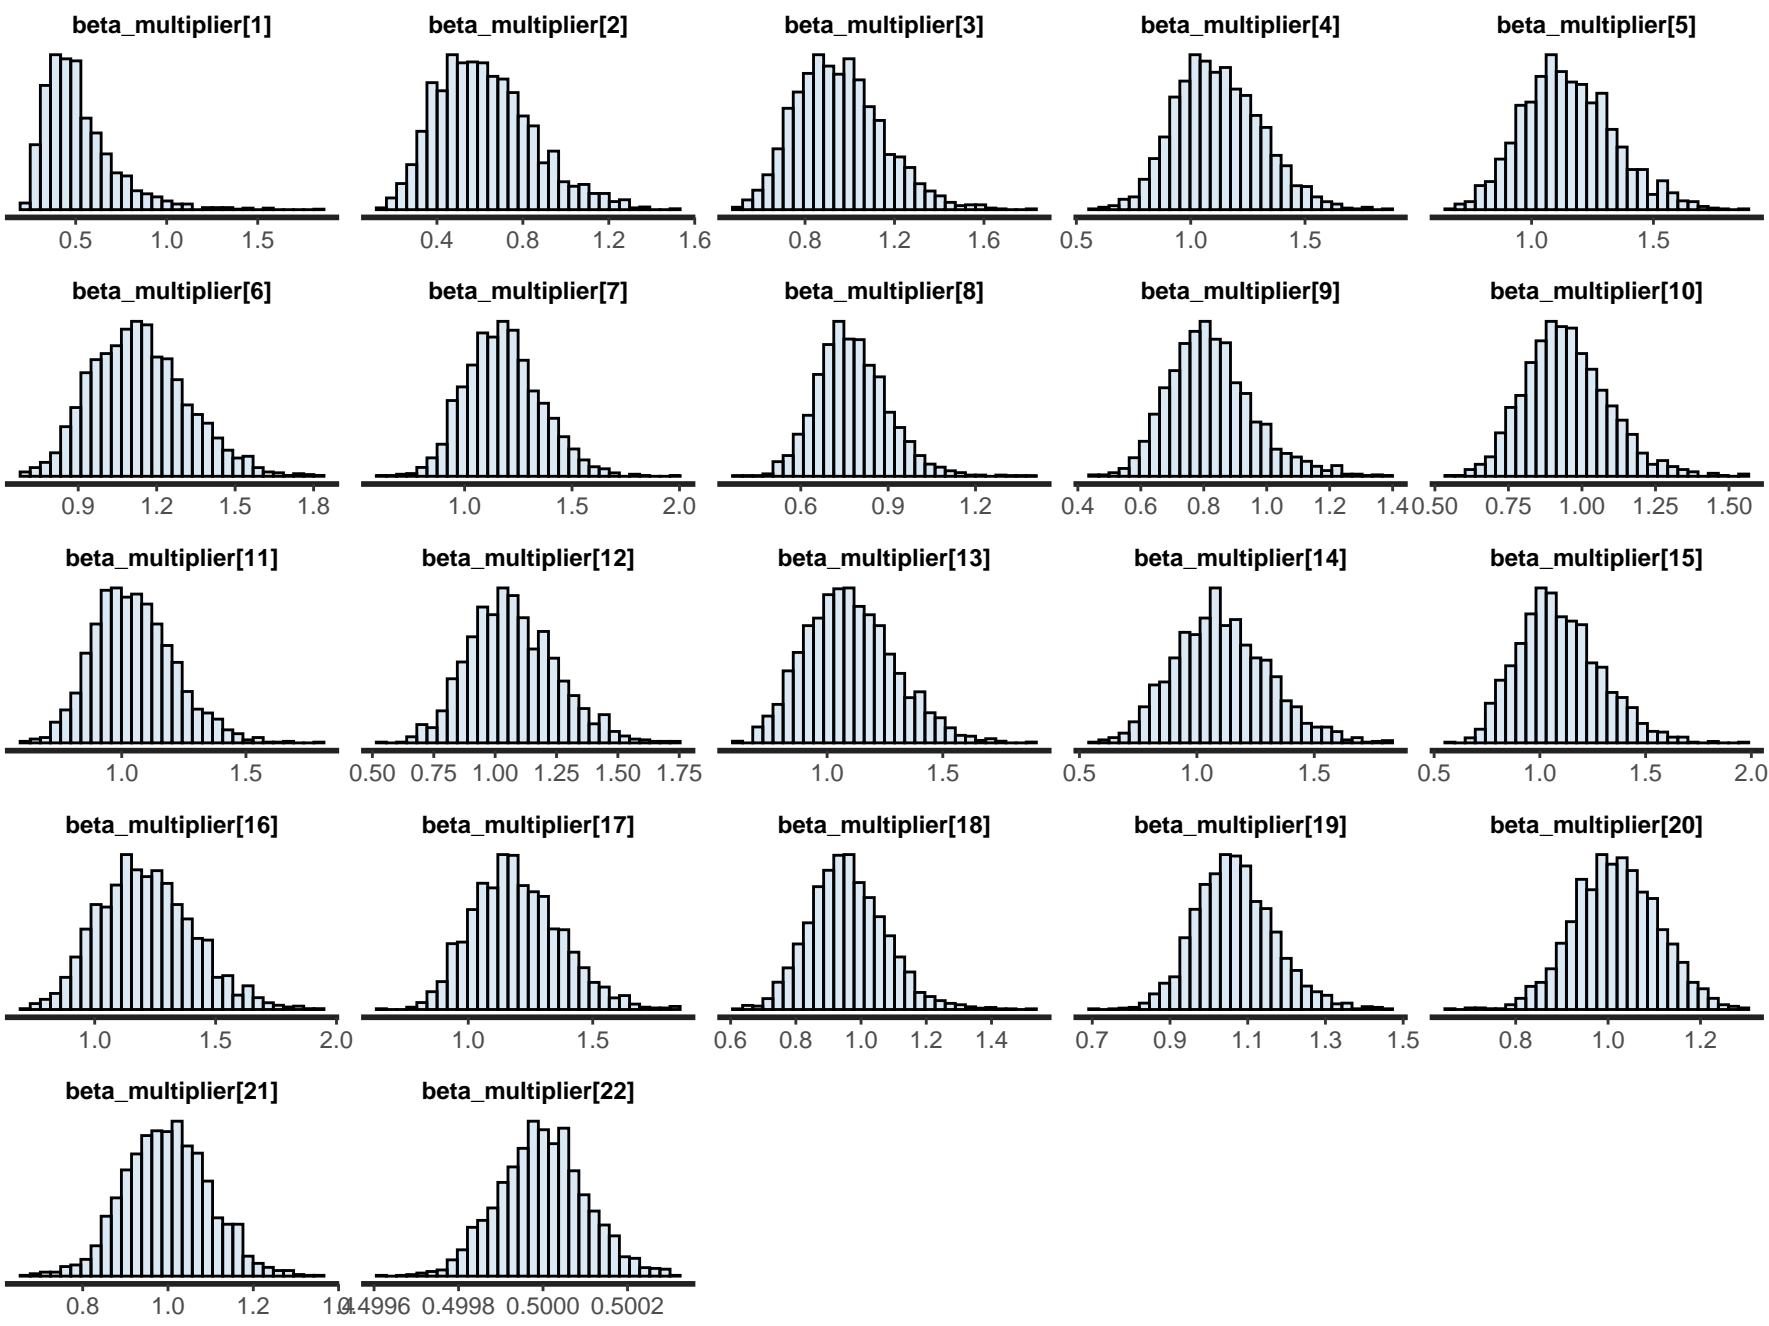 beta_multiplier[1] beta_multiplier[2] beta_multiplier[3] beta_multiplier[4] beta_multiplier[5]
0.5 1.0 1.5 0.4 0.8 1.2 1.6 0.8 1.2 1.6 0.5 1.0 1.5 1.0 1.5
beta_multiplier[6] beta_multiplier[7] beta_multiplier[8] beta_multiplier[9] beta_multiplier[10]
0.9 1.2 1.5 1.8 1.0 1.5 2.0 0.6 0.9 1.2 0.4 0.6 0.8 1.0 1.2 1.4 0.50 0.75 1.00 1.25 1.50
beta_multiplier[11] beta_multiplier[12] beta_multiplier[13] beta_multiplier[14] beta_multiplier[15]
1.0 1.5 0.50 0.75 1.00 1.25 1.50 1.75 1.0 1.5 0.5 1.0 1.5 0.5 1.0 1.5 2.0
beta_multiplier[16] beta_multiplier[17] beta_multiplier[18] beta_multiplier[19] beta_multiplier[20]
1.0 1.5 2.0 1.0 1.5 0.6 0.8 1.0 1.2 1.4 0.7 0.9 1.1 1.3 1.5 0.8 1.0 1.2
beta_multiplier[21] beta_multiplier[22]
0.8 1.0 1.2 1.4 0.4996 0.4998 0.5000 0.5002